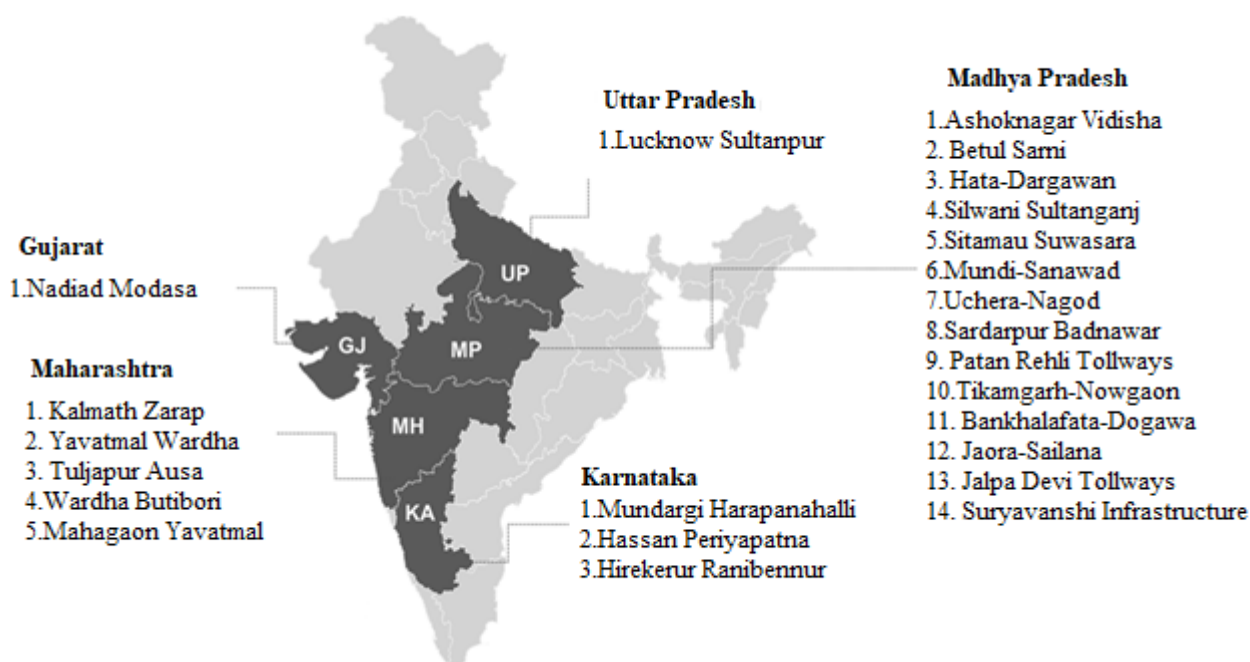 Madhya Pradesh
1.Ashoknagar Vidisha
2. Betul Sarni
3. Hata-Dargawan
4.Silwani Sultanganj
5.Sitamau Suwasara
6.Mundi-Sanawad
7.Uchera-Nagod
8.Sardarpur Badnawar
9. Patan Rehli Tollways
10.Tikamgarh-Nowgaon
11. Bankhalafata-Dogawa
12. Jaora-Sailana
13. Jalpa Devi Tollways
14. Suryavanshi Infrastructure
Uttar Pradesh
1.Lucknow Sultanpur
Gujarat
1.Nadiad Modasa
Maharashtra
1. Kalmath Zarap
2. Yavatmal Wardha
3. Tuljapur Ausa
4.Wardha Butibori
5.Mahagaon Yavatmal
Karnataka
1.Mundargi Harapanahalli
2.Hassan Periyapatna
3.Hirekerur Ranibennur
UP
GJ
MP
MH
KA